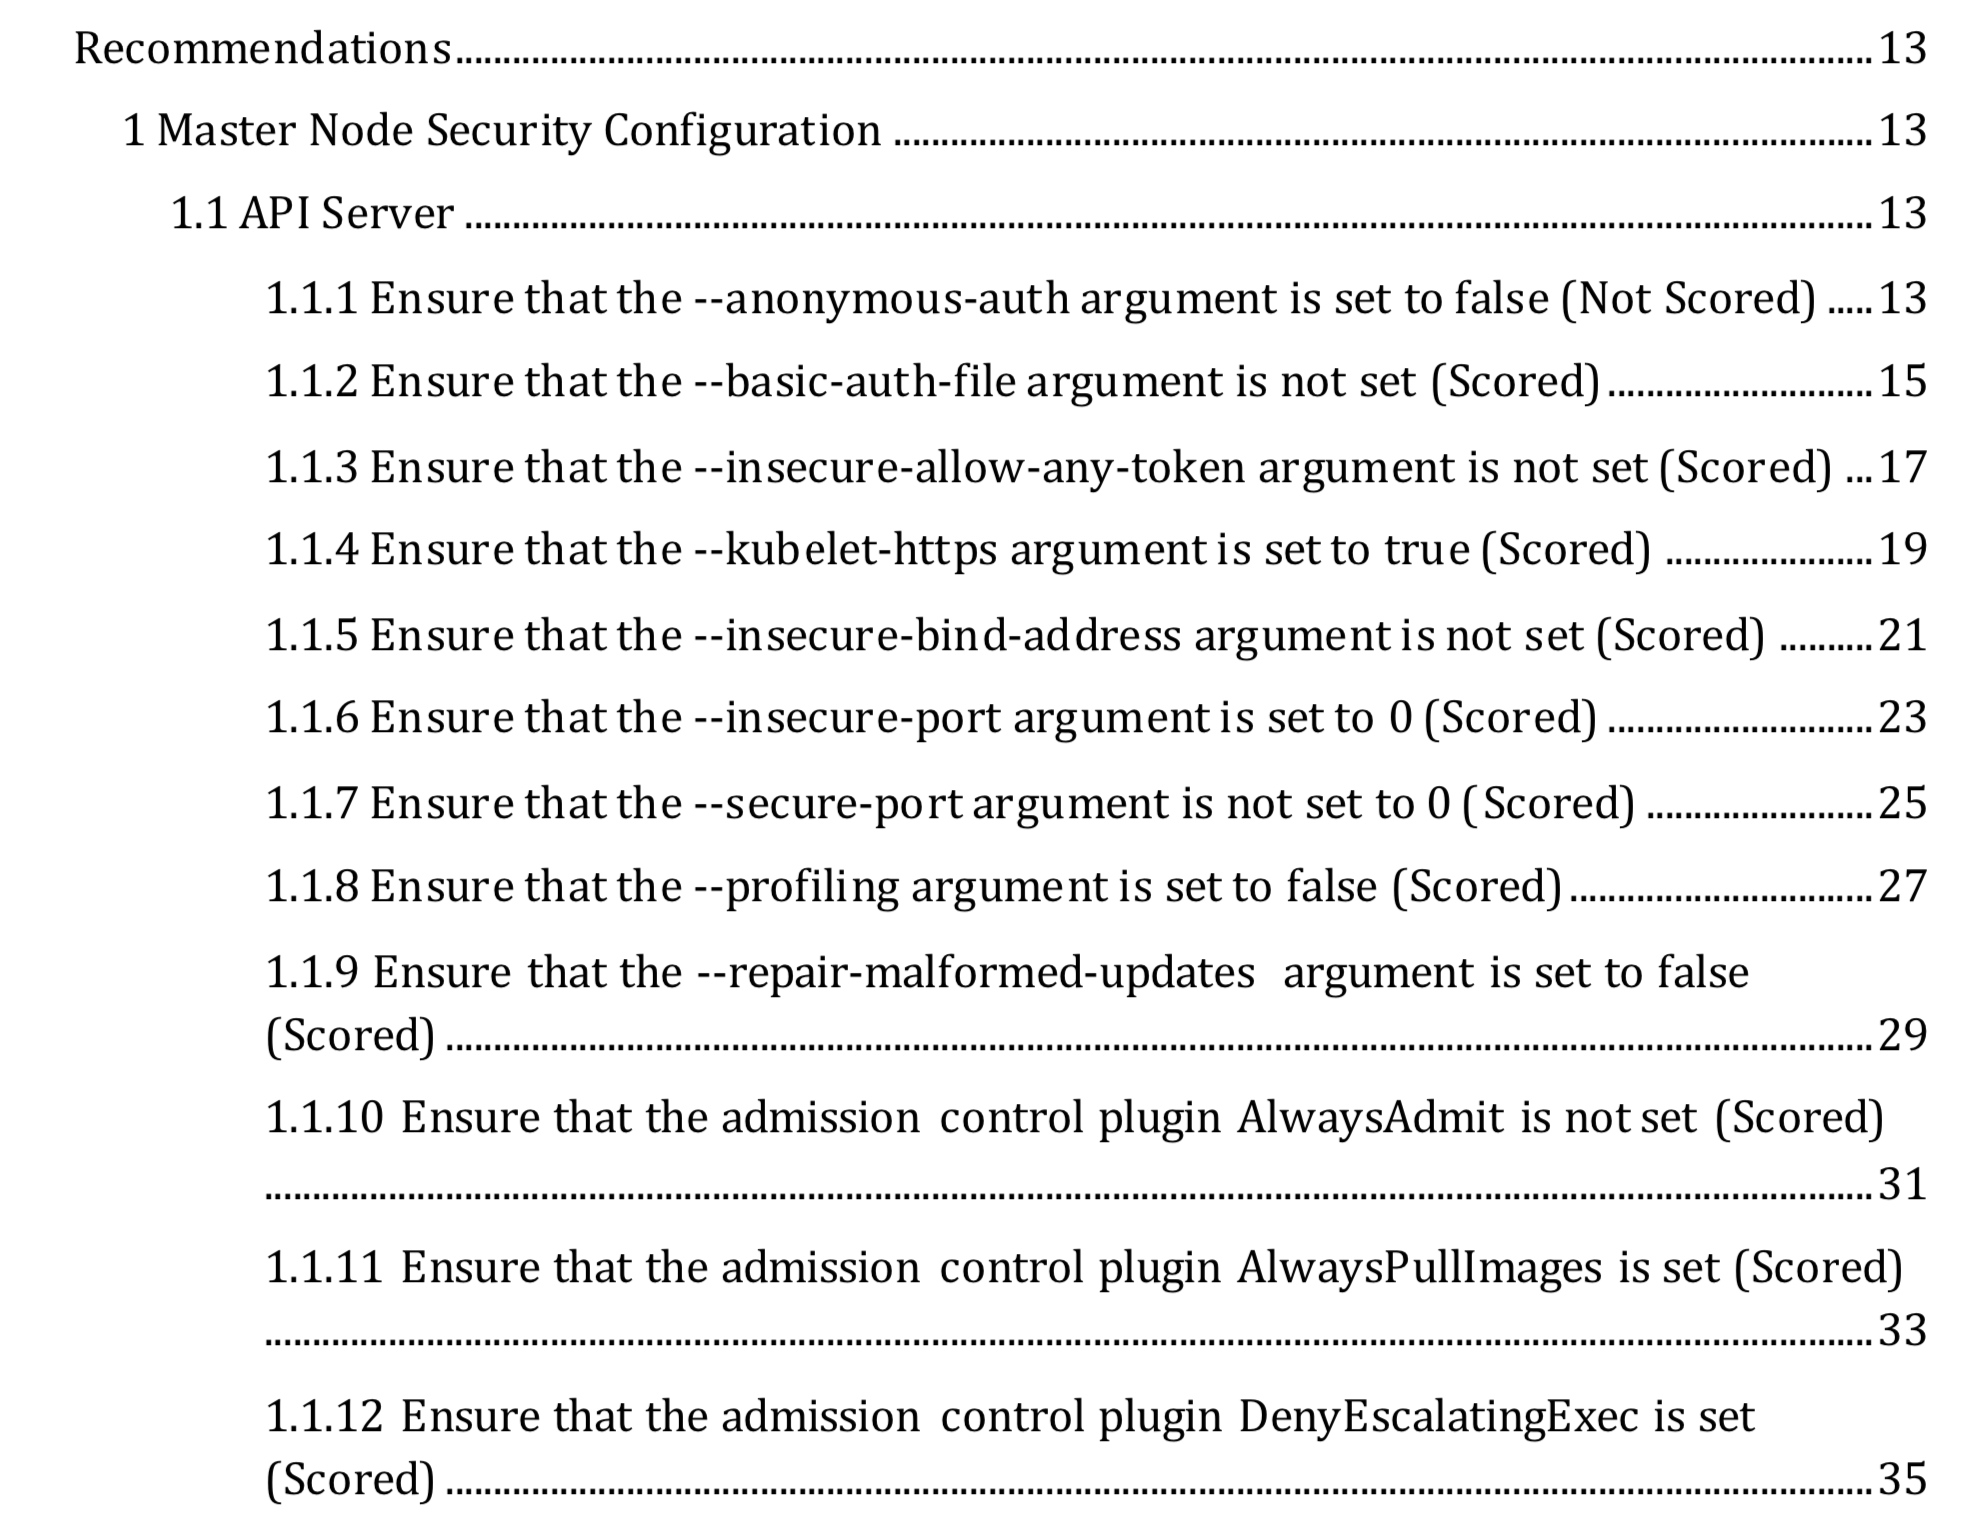 Recommendations.......................................................................................................................................................13
1 Master Node Security Configuration ........................................................................................................13
1.1 API Server .....................................................................................................................................................13
1.1.1 Ensure that the --anonymous-auth argument is set to false (Not Scored) .....13
1.1.2 Ensure that the --basic-auth-file argument is not set (Scored)............................15
1.1.3 Ensure that the --insecure-allow-any-token argument is not set (Scored) ...17
1.1.4 Ensure that the --kubelet-https argument is set to true (Scored) ......................19
1.1.5 Ensure that the --insecure-bind-address argument is not set (Scored) ..........21
1.1.6 Ensure that the --insecure-port argument is set to 0 (Scored) ............................23
1.1.7 Ensure that the --secure-port argument is not set to 0 (Scored) ........................25
1.1.8 Ensure that the --profiling argument is set to false (Scored)................................27
1.1.9 Ensure that the --repair-malformed-updates argument is set to false
(Scored) .......................................................................................................................................................29
1.1.10 Ensure that the admission control plugin AlwaysAdmit is not set (Scored)
...........................................................................................................................................................................31
1.1.11 Ensure that the admission control plugin AlwaysPullImages is set (Scored)
...........................................................................................................................................................................33
1.1.12 Ensure that the admission control plugin DenyEscalatingExec is set
(Scored) .......................................................................................................................................................35